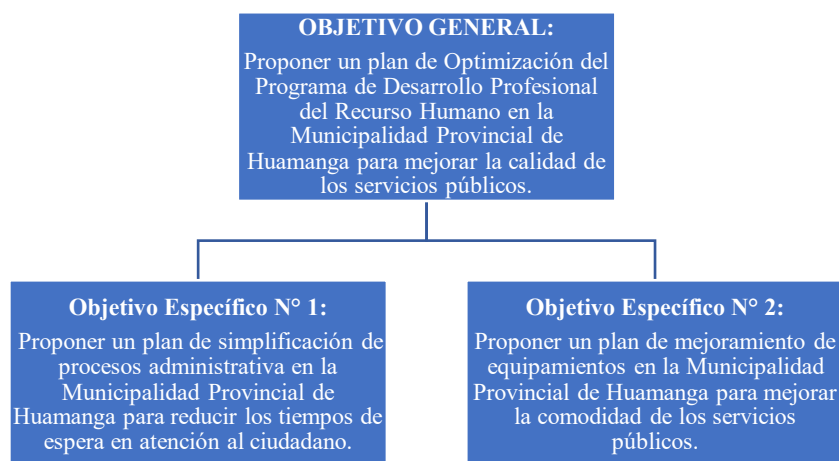 OBJETIVO GENERAL:
Proponer un plan de Optimización del
Programa de Desarrollo Profesional
del Recurso Humano en la
Municipalidad Provincial de
Huamanga para mejorar la calidad de
los servicios públicos.
Objetivo Específico N° 1:
Proponer un plan de simplificación de
procesos administrativa en la
Municipalidad Provincial de
Huamanga para reducir los tiempos de
espera en atención al ciudadano.
Objetivo Específico N° 2:
Proponer un plan de mejoramiento de
equipamientos en la Municipalidad
Provincial de Huamanga para mejorar
la comodidad de los servicios
públicos.